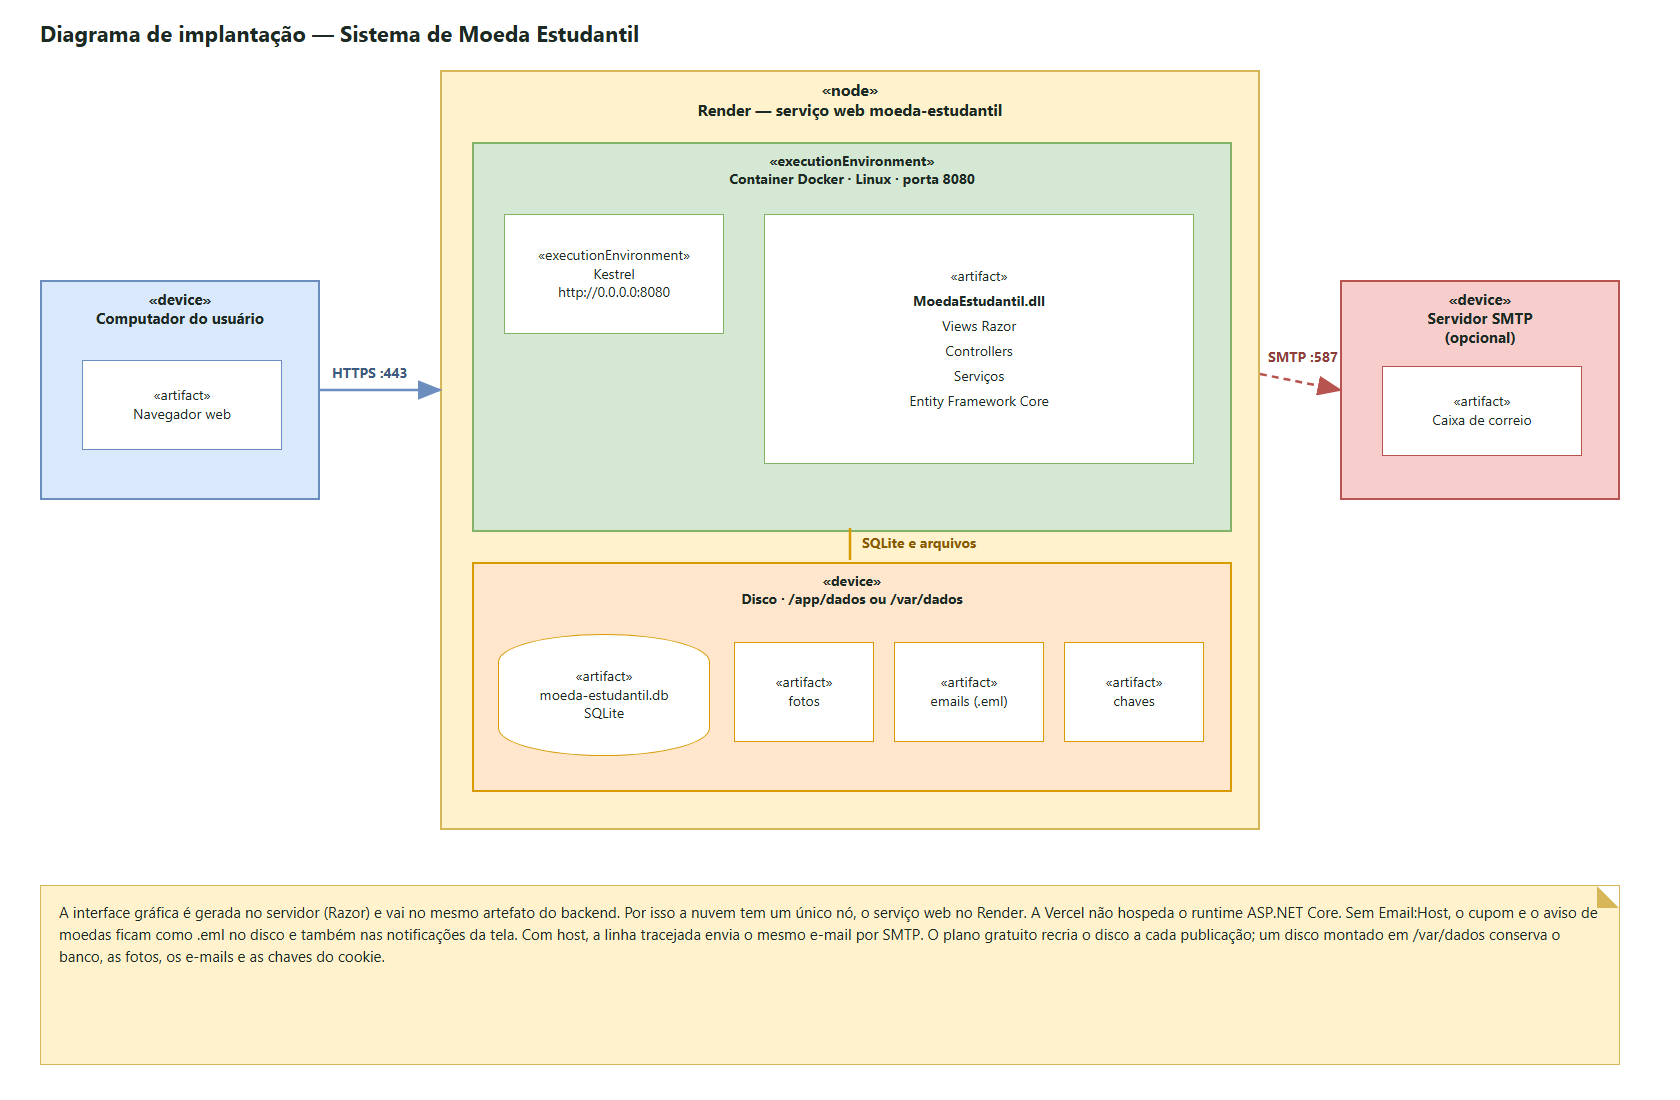 Diagrama de implantação — Sistema de Moeda Estudantil
«node»
Render — serviço web moeda-estudantil
«executionEnvironment»
Container Docker · Linux · porta 8080
«executionEnvironment»
Kestrel
http://0.0.0.0:8080
«artifact»
MoedaEstudantil.dll
Views Razor
Controllers
Serviços
Entity Framework Core
«device»
Computador do usuário
«artifact»
Navegador web
HTTPS :443
SMTP :587
«device»
Servidor SMTP
(opcional)
«artifact»
Caixa de correio
SQLite e arquivos
«device»
Disco · /app/dados ou /var/dados
«artifact»
moeda-estudantil.db
SQLite
«artifact»
fotos
«artifact»
emails (.eml)
«artifact»
chaves
A interface gráfica é gerada no servidor (Razor) e vai no mesmo artefato do backend. Por isso a nuvem tem um único nó, o serviço web no Render. A Vercel não hospeda o runtime ASP.NET Core. Sem Email:Host, o cupom e o aviso de
moedas ficam como .eml no disco e também nas notificações da tela. Com host, a linha tracejada envia o mesmo e-mail por SMTP. O plano gratuito recria o disco a cada publicação; um disco montado em /var/dados conserva o
banco, as fotos, os e-mails e as chaves do cookie.